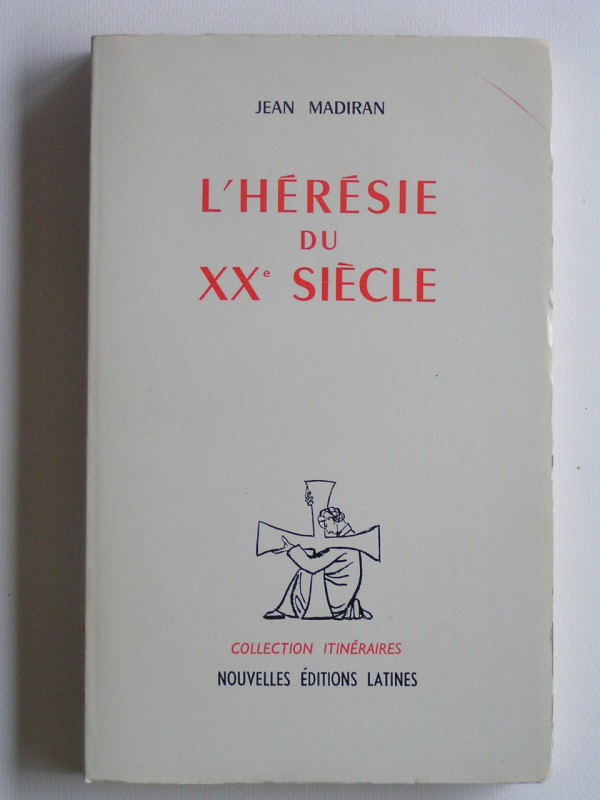 JEAN MADIRAN
L'HÉRÉSIE
DU
XXe SIÈCLE
COLLECTION ITINÉRAIRES
NOUVELLES ÉDITIONS LATINES